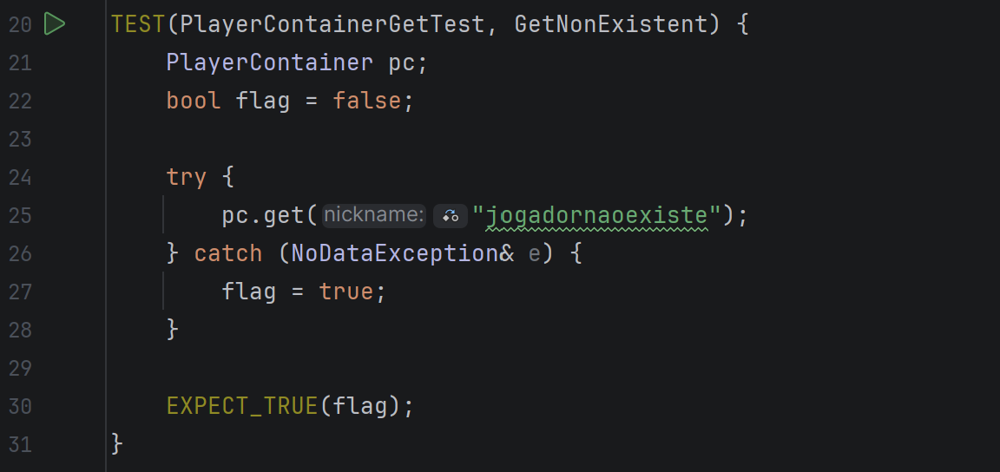 20 TEST(PlayerContainerGetTest, GetNonExistent) {
21 PlayerContainer pc;
22 bool flag = false;
23
24 try {
25 pc.get(nickname: "jogadornaoexiste");
26 } catch (NoDataException& e) {
27 flag = true;
28 }
29
30 EXPECT_TRUE(flag);
31 }